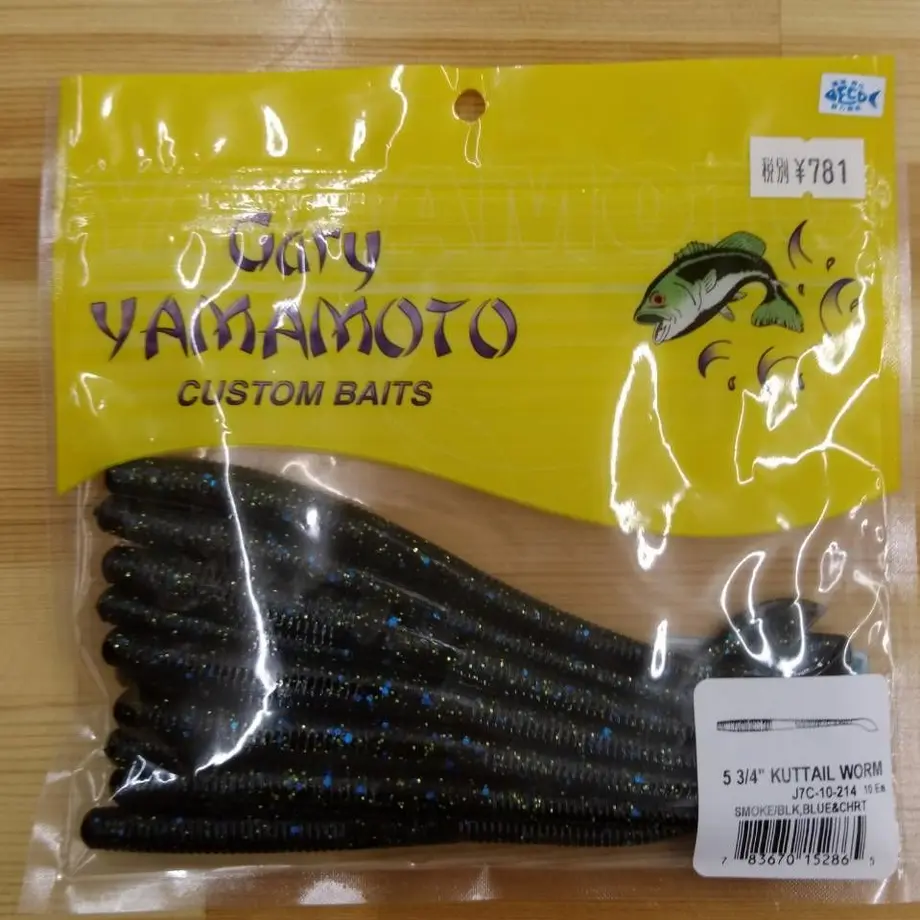 ECO
税別 ¥781
Gary
YAMAMOTO
CUSTOM BAITS
5 3/4" KUTTAIL WORM
J7C-10-214 10 Ea
SMOKE/BLK,BLUE&CHRT
7 83670 15286 5